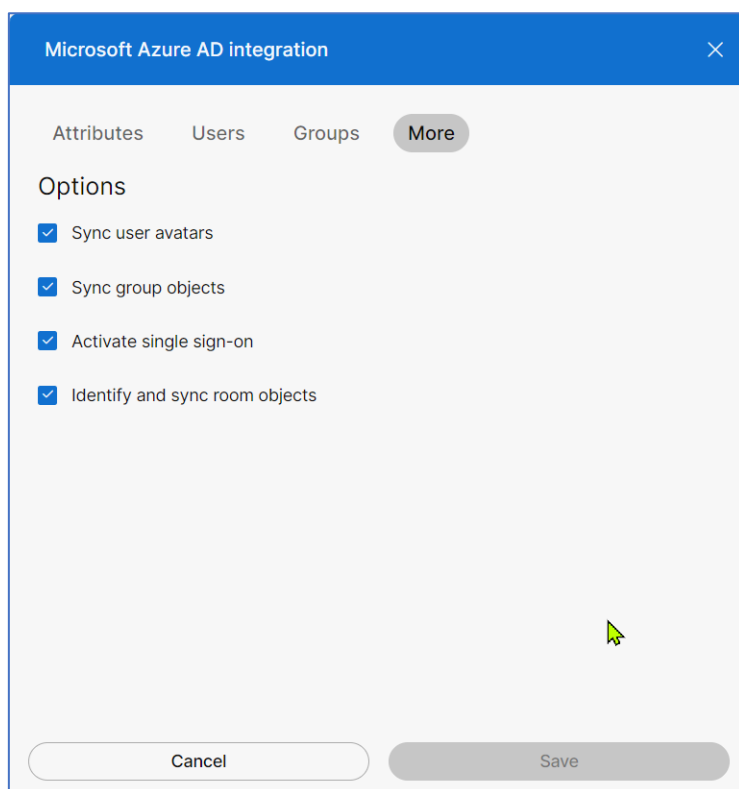 Microsoft Azure AD integration
Attributes Users Groups More
Options
Sync user avatars
Sync group objects
Activate single sign-on
Identify and sync room objects
Cancel Save